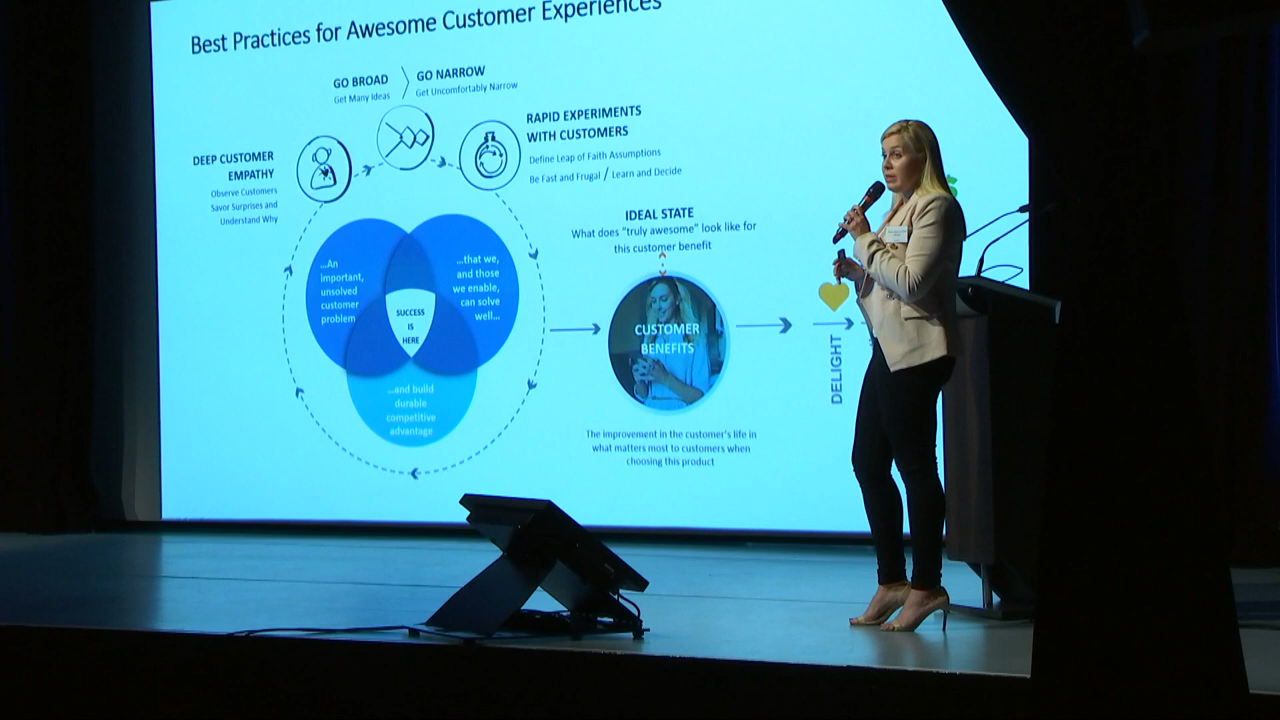 Best Practices for Awesome Customer Experiences
GO BROAD
Get Many Ideas
GO NARROW
Get Uncomfortably Narrow
RAPID EXPERIMENTS
WITH CUSTOMERS
Define Leap of Faith Assumptions
Be Fast and Frugal / Learn and Decide
DEEP CUSTOMER
EMPATHY
Observe Customers
Savor Surprises and
Understand Why
...An
important,
unsolved
customer
problem
...that we,
and those
we enable,
can solve
well...
SUCCESS
IS
HERE
...and build
durable
competitive
advantage
IDEAL STATE
What does "truly awesome" look like for
this customer benefit
CUSTOMER
BENEFITS
The improvement in the customer's life in
what matters most to customers when
choosing this product
DELIGHT